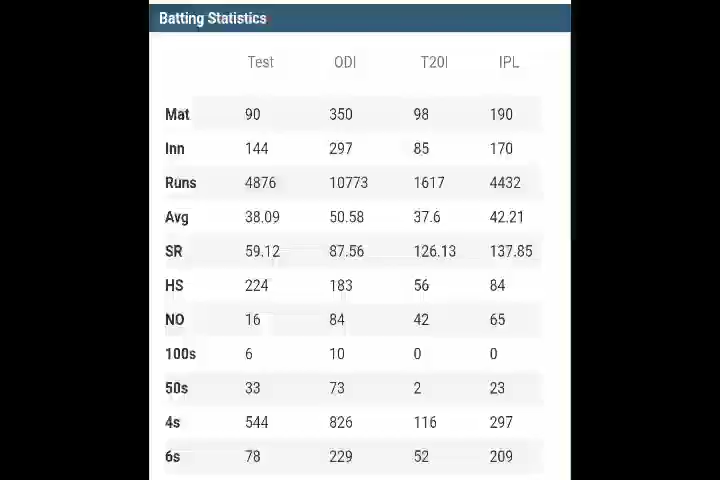 Batting Statistics
Test ODI T20I IPL
Mat 90 350 98 190
Inn 144 297 85 170
Runs 4876 10773 1617 4432
Avg 38.09 50.58 37.6 42.21
SR 59.12 87.56 126.13 137.85
HS 224 183 56 84
NO 16 84 42 65
100s 6 10 0 0
50s 33 73 2 23
4s 544 826 116 297
6s 78 229 52 209